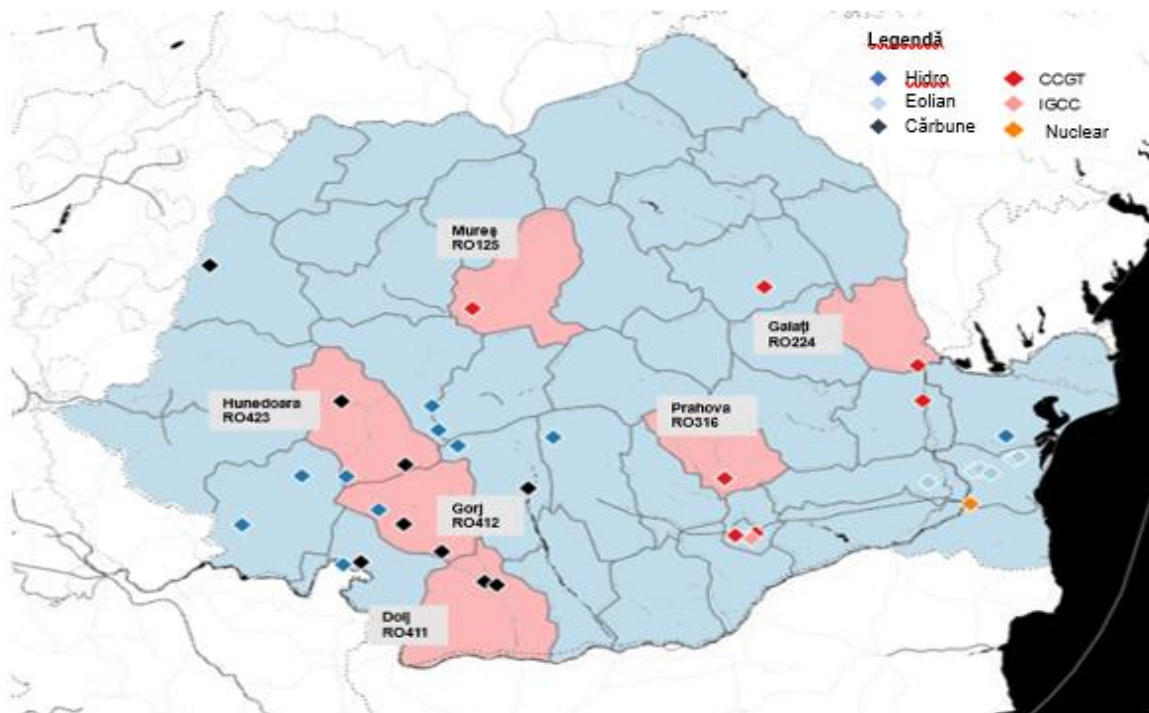 Legendă
Hidro
CCGT
Eolian
IGCC
Cărbune
Nuclear
Mureș
RO125
Galați
RO224
Hunedoara
RO423
Prahova
RO316
Gorj
RO412
Dolj
RO411